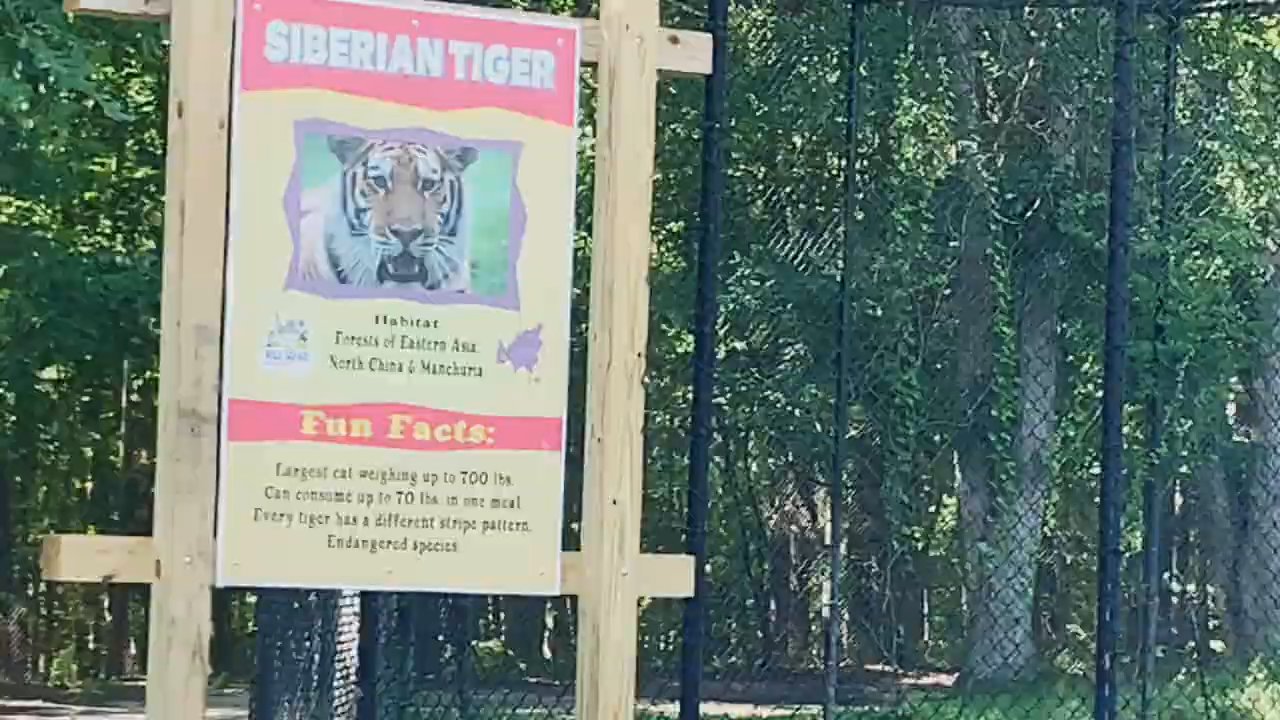 SIBERIAN TIGER
Habitat
Forests of Eastern Asia,
North China & Manchuria
Fun Facts:
Largest cat weighing up to 700 lbs.
Can consume up to 70 lbs. in one meal.
Every tiger has a different stripe pattern.
Endangered species.